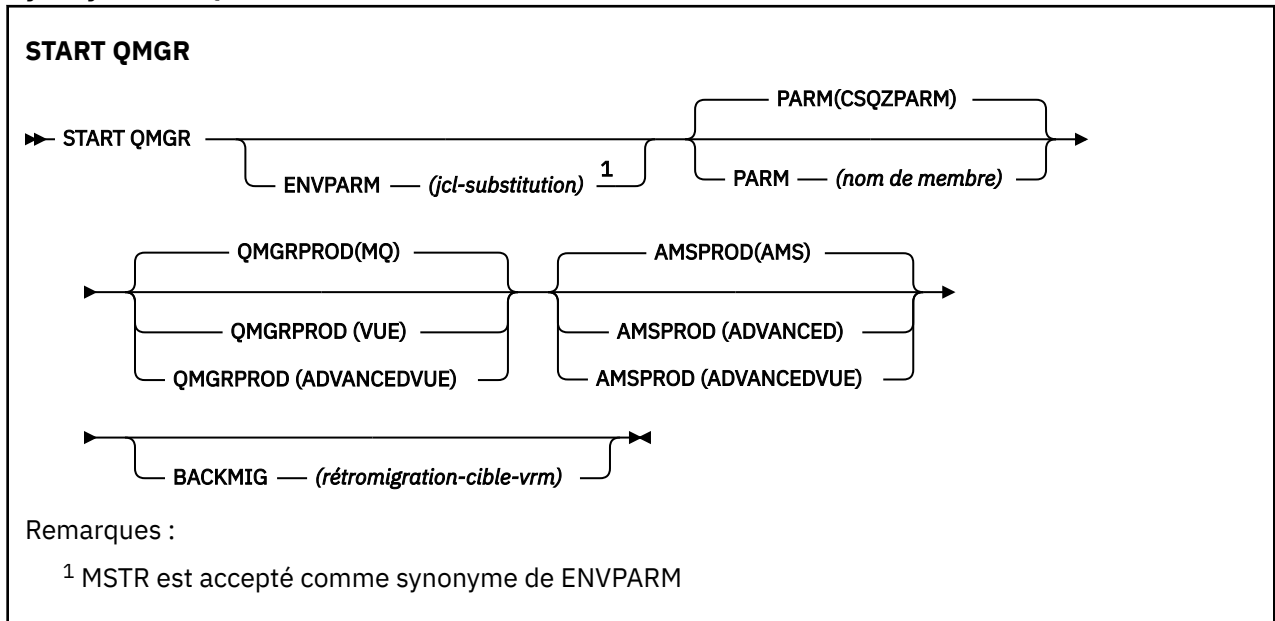 START QMGR
PARM(CSQZPARM)
START QMGR
ENVPARM (jcl-substitution) 1
PARM (nom de membre)
QMGRPROD(MQ) AMSPROD(AMS)
QMGRPROD (VUE) AMSPROD (ADVANCED)
QMGRPROD (ADVANCEDVUE) AMSPROD (ADVANCEDVUE)
BACKMIG (rétromigration-cible-vrm)
Remarques :
1 MSTR est accepté comme synonyme de ENVPARM